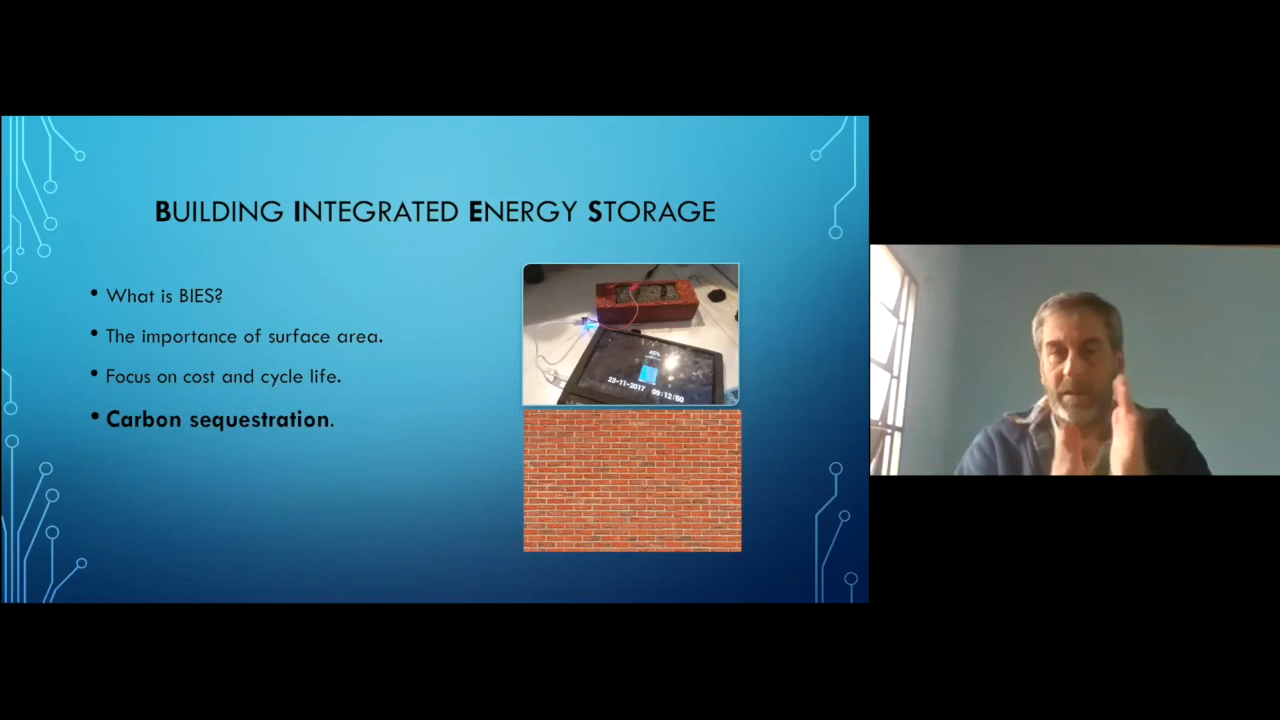 BUILDING INTEGRATED ENERGY STORAGE
• What is BIES?
• The importance of surface area.
• Focus on cost and cycle life.
• Carbon sequestration.
45%
23-11-2017 09:12:50